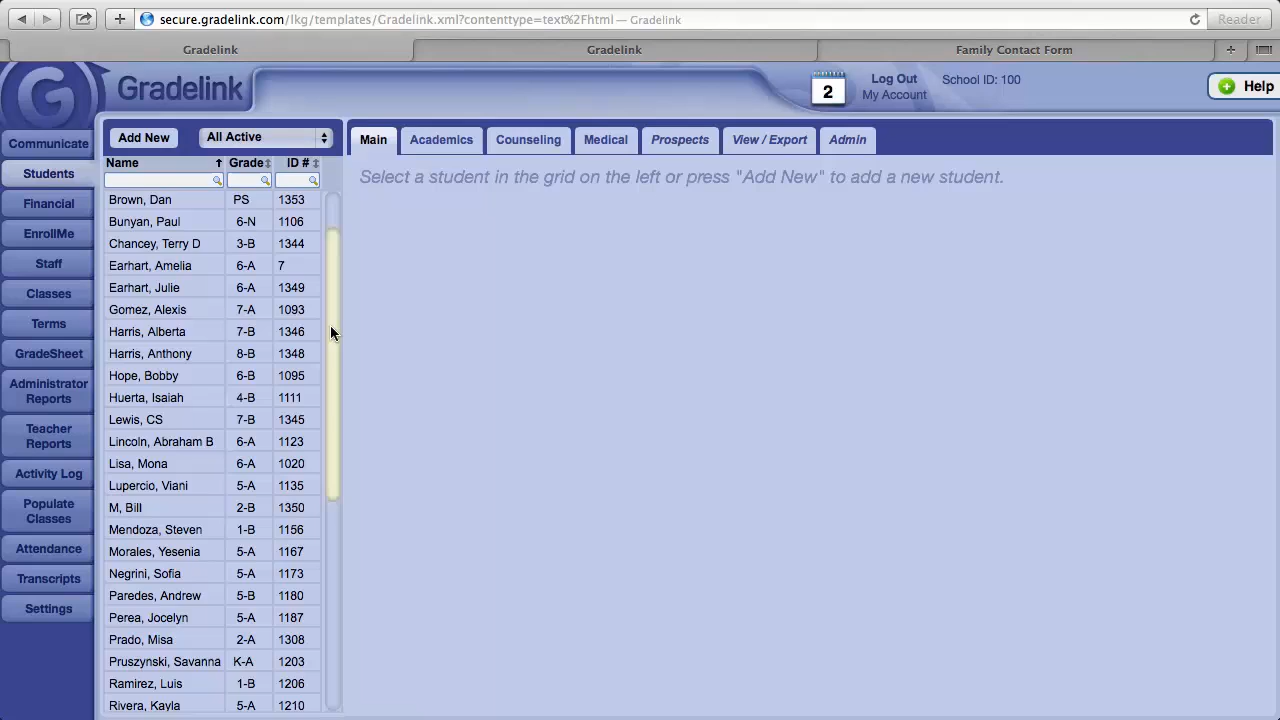 secure.gradelink.com/lkg/templates/Gradelink.xml?contenttype=text%2Fhtml — Gradelink
Reader
Gradelink
Gradelink
Family Contact Form
G
Gradelink
2
Log Out
My Account
School ID: 100
Help
Communicate
Students
Financial
EnrollMe
Staff
Classes
Terms
GradeSheet
Administrator
Reports
Teacher
Reports
Activity Log
Populate
Classes
Attendance
Transcripts
Settings
Add New
All Active
Name Grade ID #
Brown, Dan PS 1353
Bunyan, Paul 6-N 1106
Chancey, Terry D 3-B 1344
Earhart, Amelia 6-A 7
Earhart, Julie 6-A 1349
Gomez, Alexis 7-A 1093
Harris, Alberta 7-B 1346
Harris, Anthony 8-B 1348
Hope, Bobby 6-B 1095
Huerta, Isaiah 4-B 1111
Lewis, CS 7-B 1345
Lincoln, Abraham B 6-A 1123
Lisa, Mona 6-A 1020
Lupercio, Viani 5-A 1135
M, Bill 2-B 1350
Mendoza, Steven 1-B 1156
Morales, Yesenia 5-A 1167
Negrini, Sofia 5-A 1173
Paredes, Andrew 5-B 1180
Perea, Jocelyn 5-A 1187
Prado, Misa 2-A 1308
Pruszynski, Savanna K-A 1203
Ramirez, Luis 1-B 1206
Rivera, Kayla 5-A 1210
Main Academics Counseling Medical Prospects View / Export Admin
Select a student in the grid on the left or press "Add New" to add a new student.